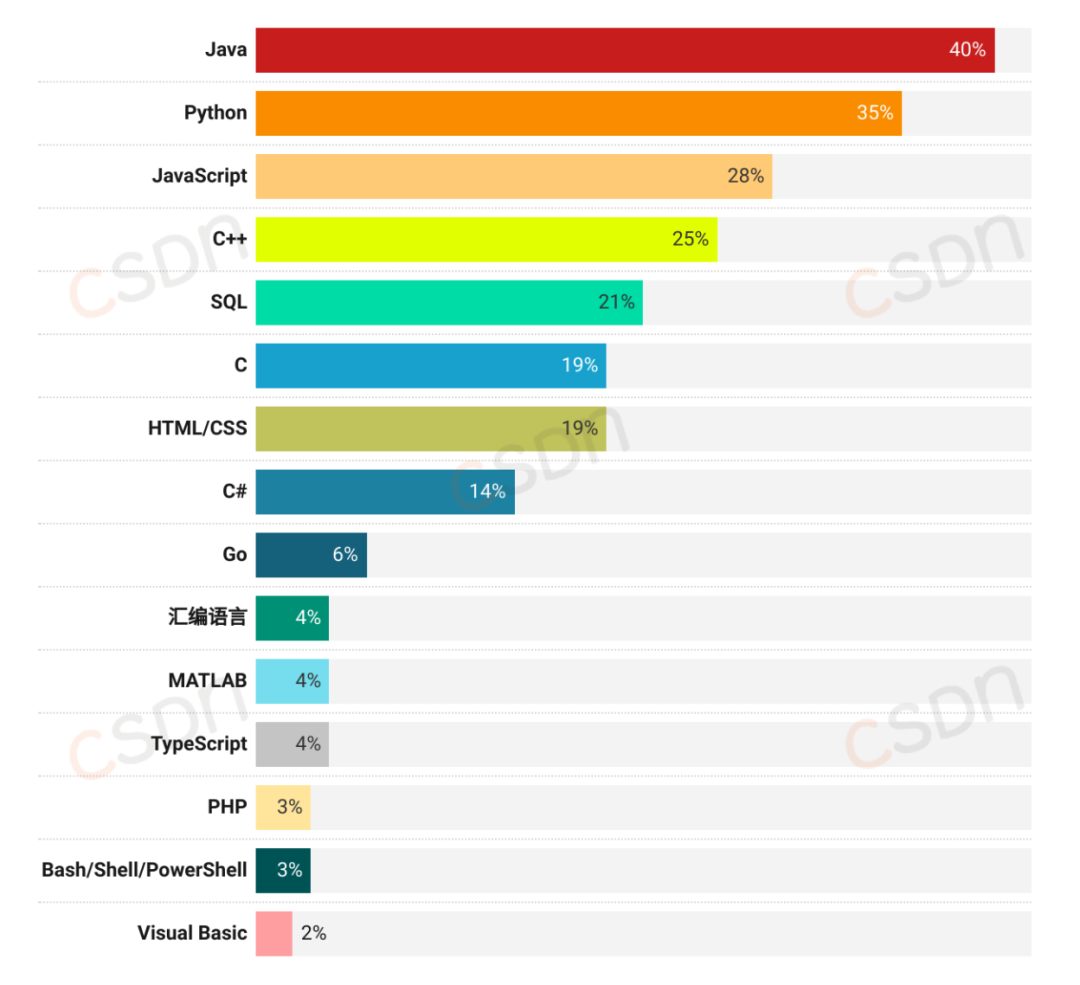 Java 40%
Python 35%
JavaScript 28%
C++ 25%
SQL 21%
C 19%
HTML/CSS 19%
C# 14%
Go 6%
汇编语言 4%
MATLAB 4%
TypeScript 4%
PHP 3%
Bash/Shell/PowerShell 3%
Visual Basic 2%
CSDN
CSDN
CSDN
CSDN
CSDN